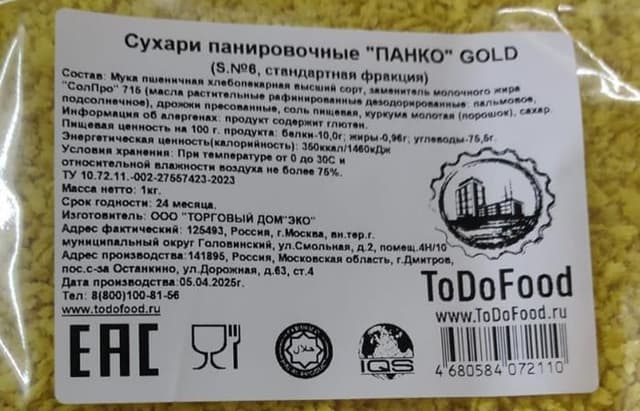 Сухари панировочные "ПАНКО" GOLD
(S.№6, стандартная фракция)
Состав: Мука пшеничная хлебопекарная высший сорт, заменитель молочного жира
"СолПро" 715 (масла растительные рафинированные дезодорированные: пальмовое,
подсолнечное), дрожжи прессованные, соль пищевая, куркума молотая (порошок), сахар.
Информация об алергенах: продукт содержит глютен.
Пищевая ценность на 100 г. продукта: белки-10,0г; жиры-0,96г; углеводы-75,5г.
Энергетическая ценность(калорийность): 350ккал/1460кДж
Условия хранения: При температуре от 0 до 30С и
относительной влажности воздуха не более 75%.
ТУ 10.72.11.-002-27557423-2023
Масса нетто: 1кг.
Срок годности: 24 месяца.
Изготовитель: ООО "ТОРГОВЫЙ ДОМ"ЭКО"
Адрес фактический: 125493, Россия, г.Москва, вн.тер.г.
муниципальный округ Головинский, ул.Смольная, д.2, помещ.4Н/10
Адрес производства:141895, Россия, Московская область, г.Дмитров,
пос.с-за Останкино, ул.Дорожная, д.63, ст.4
Дата производства:05.04.2025г.
Тел: 8(800)100-81-56
www.todofood.ru
ToDoFood
www.ToDoFood.ru
EAC
حلال
IQS
4 680584 072110